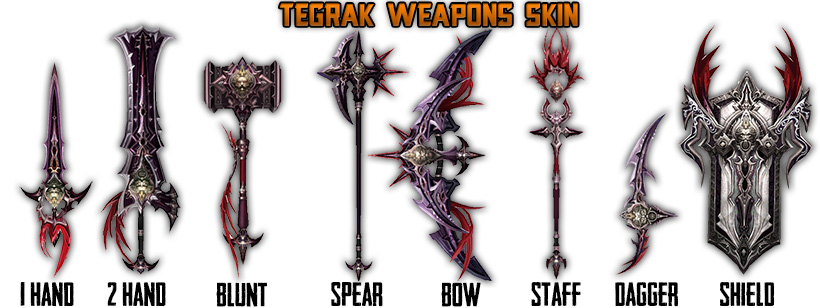 TEGRAK WEAPONS SKIN
1 HAND 2 HAND BLUNT SPEAR BOW STAFF DAGGER SHIELD